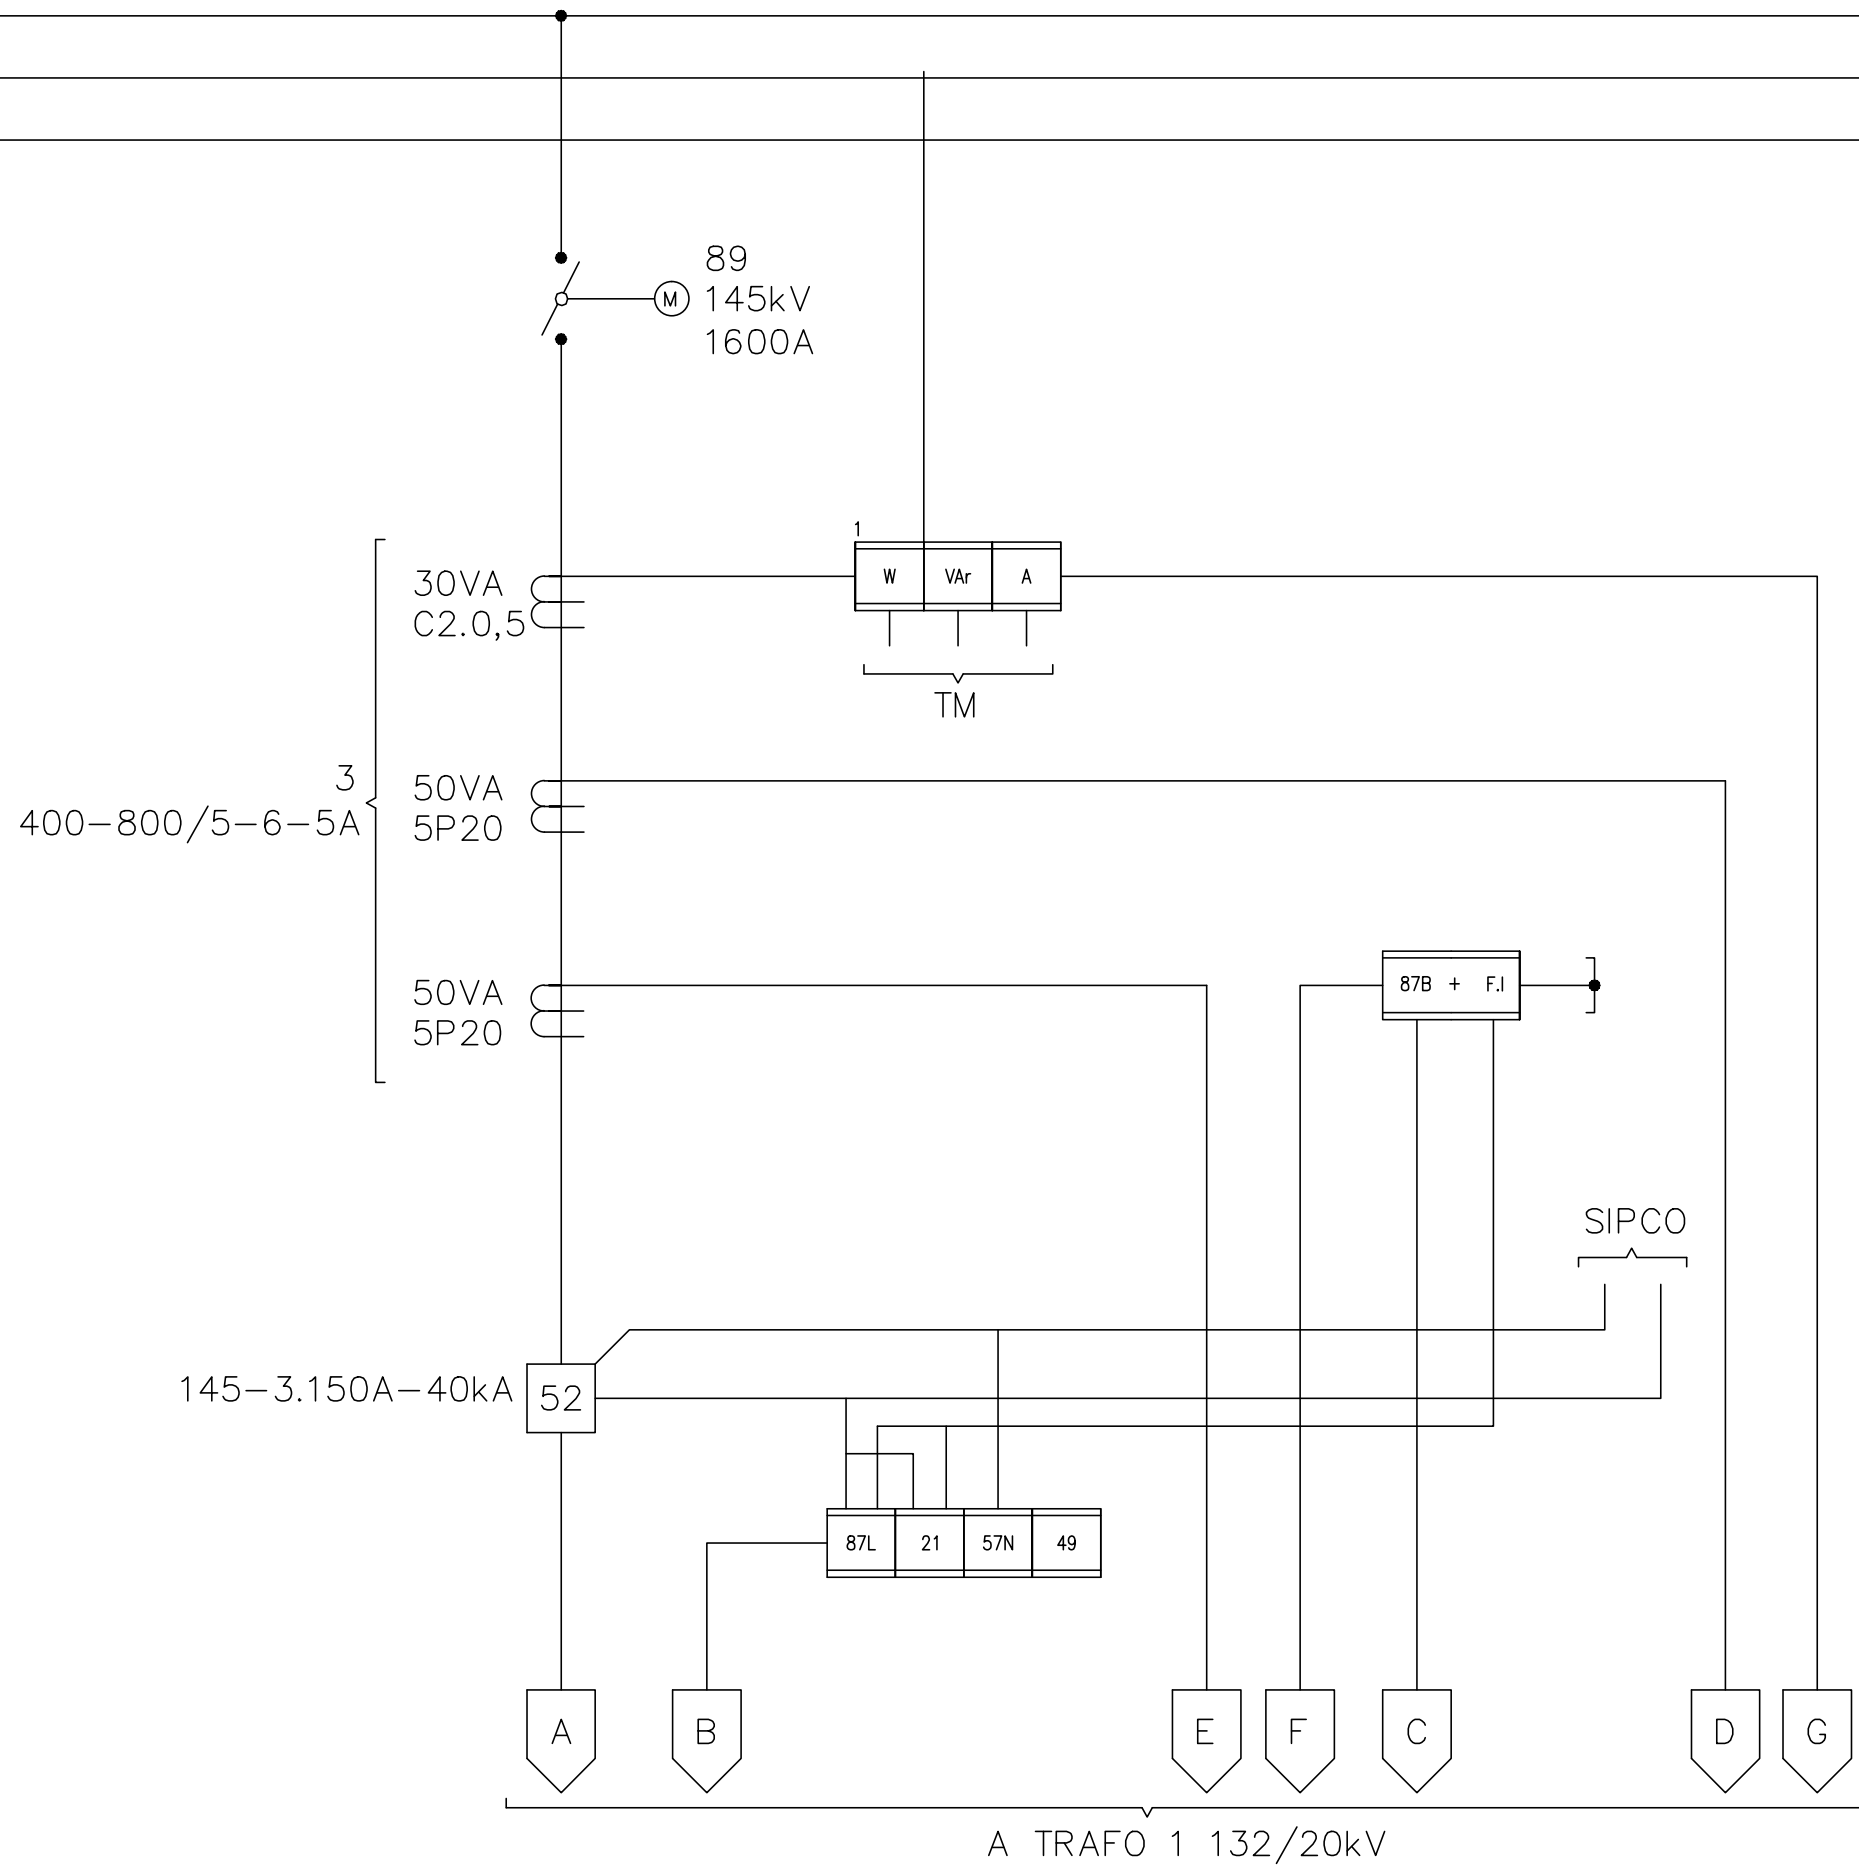 89
145kV
1600A
M
1
W VAr A
TM
30VA
C2.0,5
3
400-800/5-6-5A
50VA
5P20
50VA
5P20
87B + F.I
SIPCO
145-3.150A-40kA
52
87L 21 57N 49
A B E F C D G
A TRAFO 1 132/20kV